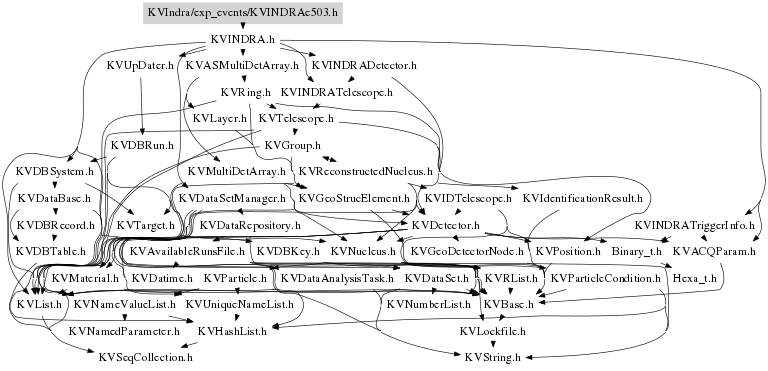 KVIndra/exp_events/KVINDRAe503.h
KVINDRA.h
KVUpDater.h KVASMultiDetArray.h KVINDRADetector.h
KVRing.h KVINDRATelescope.h
KVLayer.h KVTelescope.h
KVDBRun.h KVGroup.h
KVDBSystem.h KVMultiDetArray.h KVReconstructedNucleus.h
KVDataBase.h KVDataSetManager.h KVGeoStrucElement.h KVIDTelescope.h KVIdentificationResult.h
KVDBRecord.h KVTarget.h KVDataRepository.h KVDetector.h KVINDRATriggerInfo.h
KVDBTable.h KVAvailableRunsFile.h KVDBKey.h KVNucleus.h KVGeoDetectorNode.h KVPosition.h Binary_t.h KVACQParam.h
KVMaterial.h KVDatime.h KVParticle.h KVDataAnalysisTask.h KVDataSet.h KVRList.h KVParticleCondition.h Hexa_t.h
KVList.h KVNameValueList.h KVUniqueNameList.h KVNumberList.h KVBase.h
KVNamedParameter.h KVHashList.h KVLockfile.h
KVSeqCollection.h KVString.h